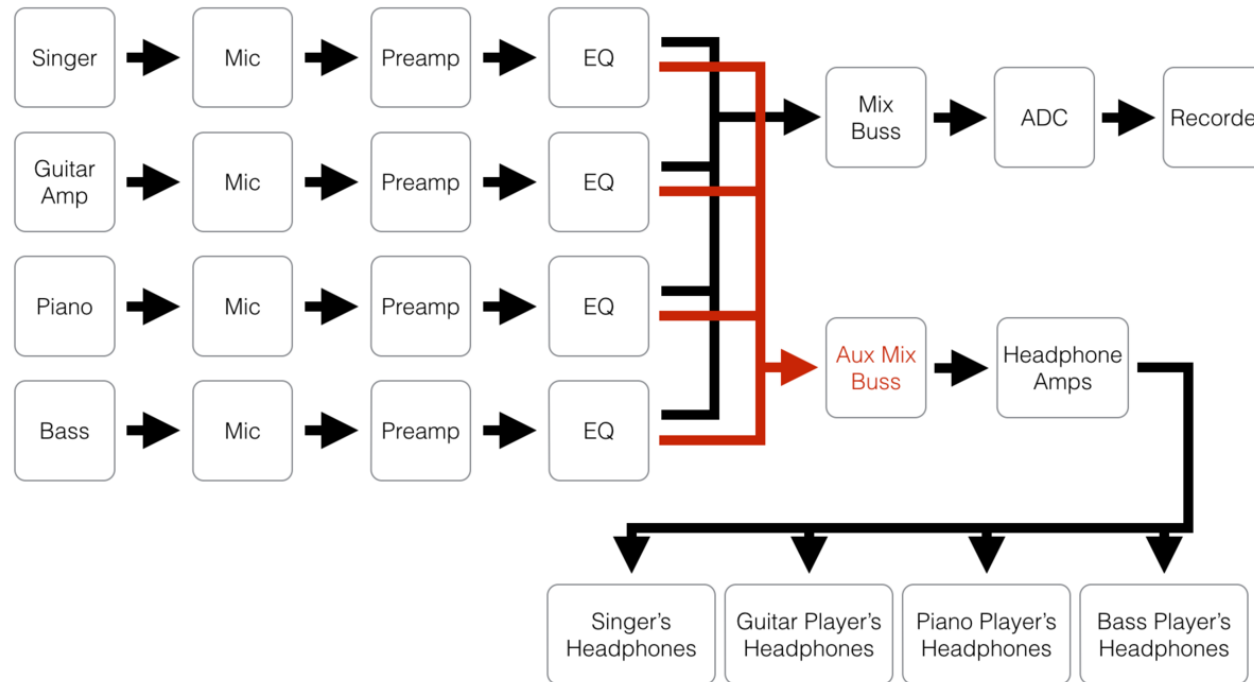 Singer
Mic
Preamp
EQ
Mix
Buss
ADC
Recorde
Guitar
Amp
Mic
Preamp
EQ
Piano
Mic
Preamp
EQ
Aux Mix
Buss
Headphone
Amps
Bass
Mic
Preamp
EQ
Singer's
Headphones
Guitar Player's
Headphones
Piano Player's
Headphones
Bass Player's
Headphones